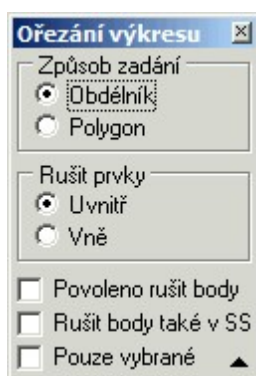 Ořezání výkresu
Způsob zadání
Obdélník
Polygon
Rušit prvky
Uvnitř
Vně
Povoleno rušit body
Rušit body také v SS
Pouze vybrané